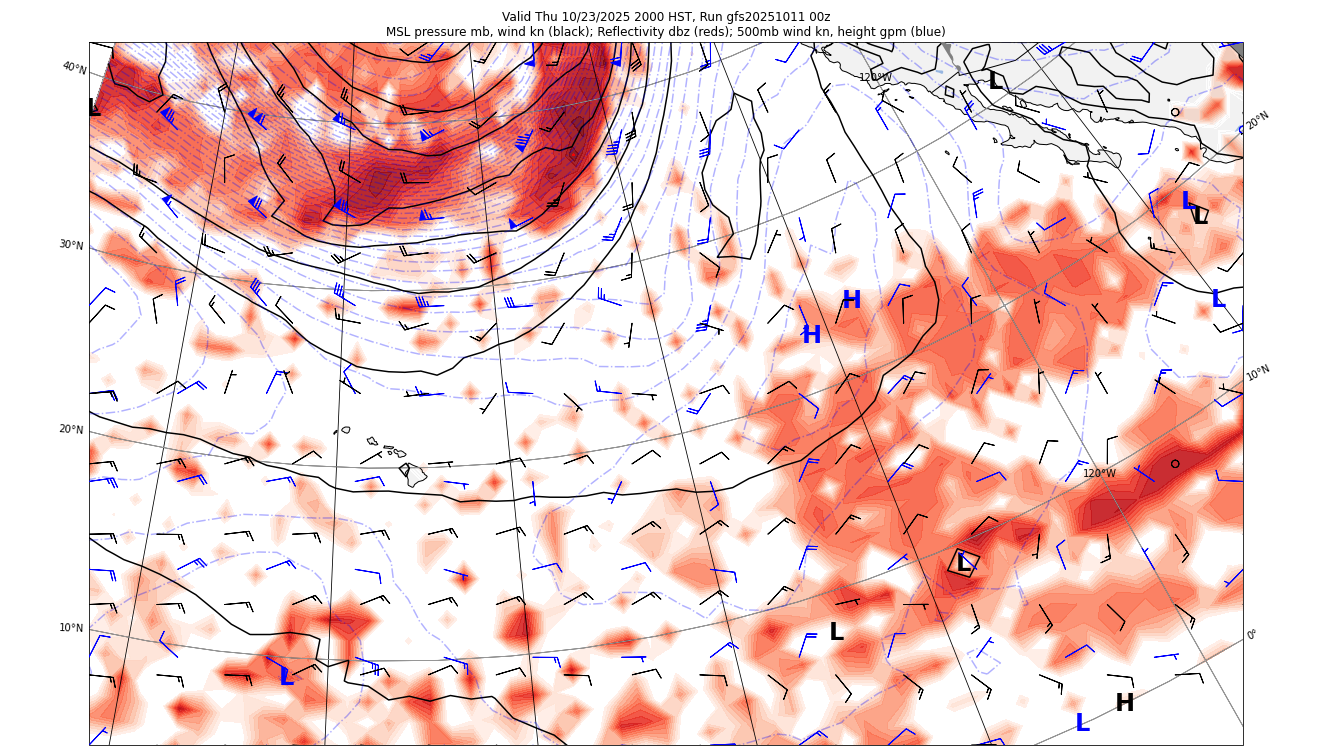 Valid Thu 10/23/2025 2000 HST, Run gfs20251011 00z
MSL pressure mb, wind kn (black); Reflectivity dbz (reds); 500mb wind kn, height gpm (blue)
40°N
120°W
L
L
20°N
L
L
30°N
H
L
H
10°N
20°N
120°W
L
10°N
L
0°
L
H
L